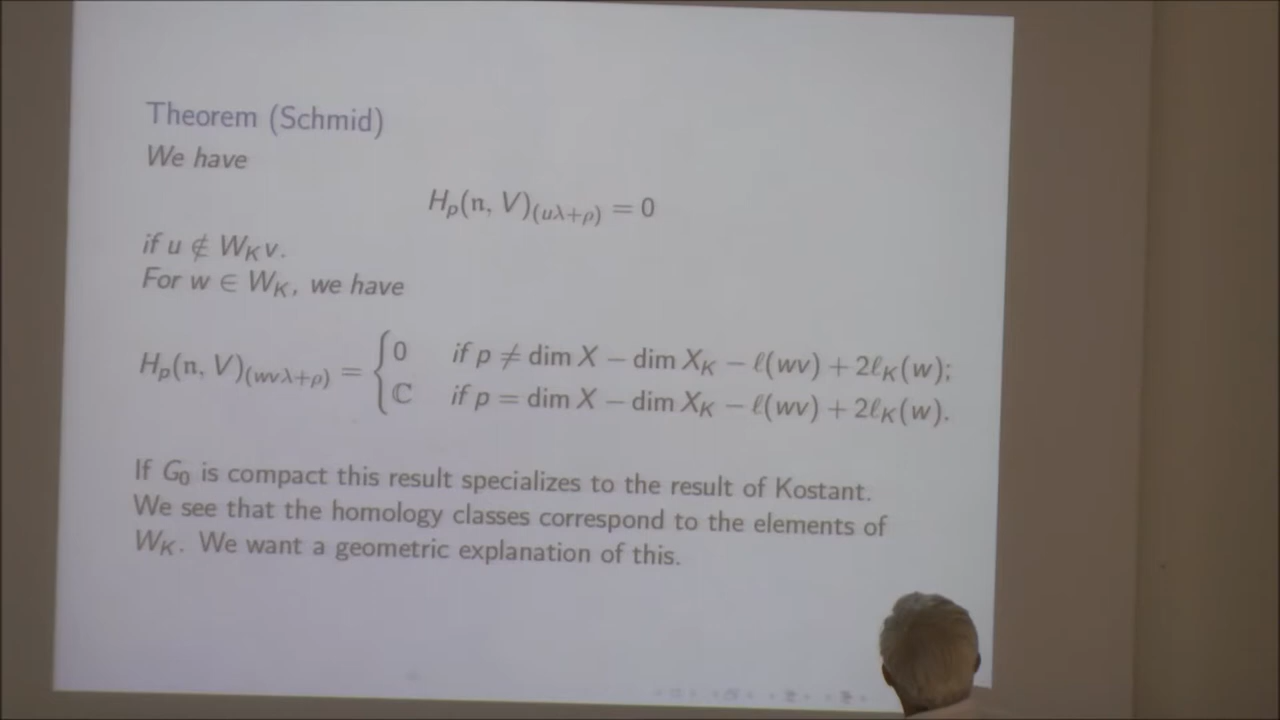 Theorem (Schmid)
We have
H_p(𝔫, V)_{(uλ+ρ)} = 0
if u ∉ W_K v.
For w ∈ W_K, we have
H_p(𝔫, V)_{(wvλ+ρ)} = { 0 if p ≠ dim X − dim X_K − ℓ(wv) + 2ℓ_K(w);
ℂ if p = dim X − dim X_K − ℓ(wv) + 2ℓ_K(w).
If G_0 is compact this result specializes to the result of Kostant.
We see that the homology classes correspond to the elements of
W_K. We want a geometric explanation of this.